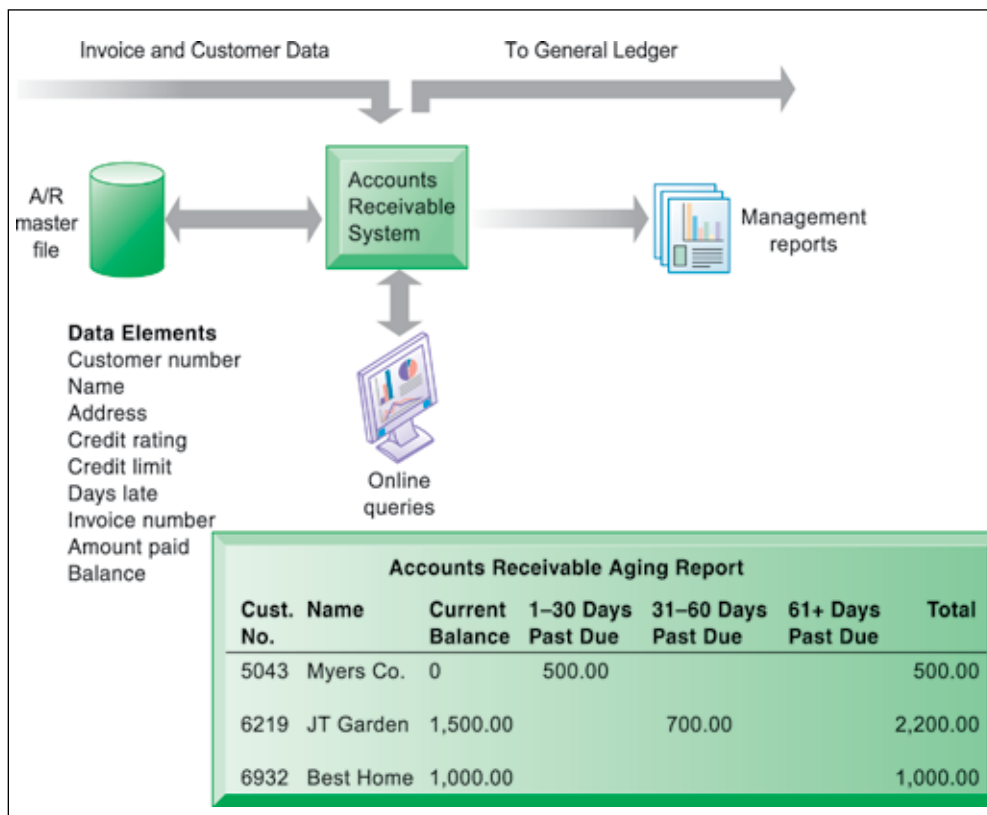 Invoice and Customer Data
To General Ledger
A/R
master
file
Accounts
Receivable
System
Management
reports
Data Elements
Customer number
Name
Address
Credit rating
Credit limit
Days late
Invoice number
Amount paid
Balance
Online
queries
Accounts Receivable Aging Report
Cust. Name Current 1–30 Days 31–60 Days 61+ Days Total
No. Balance Past Due Past Due Past Due
5043 Myers Co. 0 500.00 500.00
6219 JT Garden 1,500.00 700.00 2,200.00
6932 Best Home 1,000.00 1,000.00